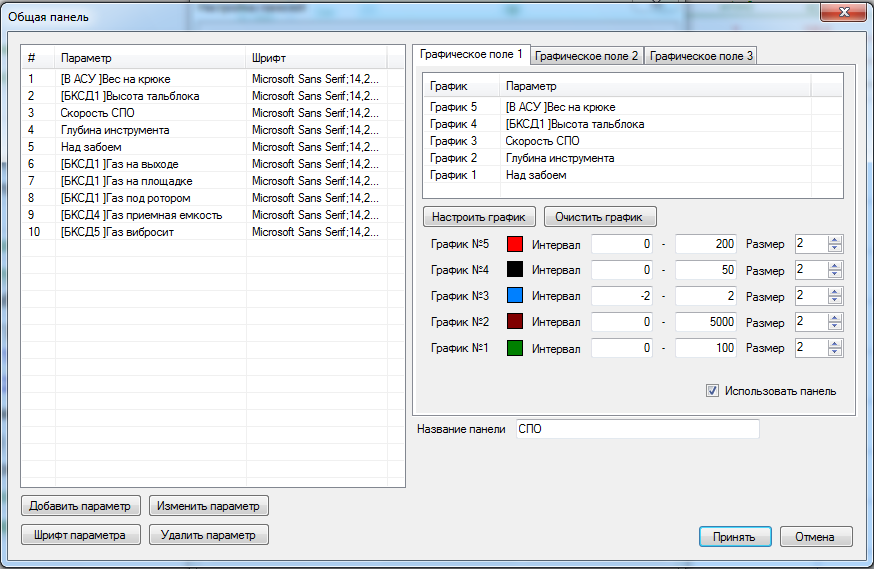 Общая панель
# Параметр Шрифт
1 [В АСУ ]Вес на крюке Microsoft Sans Serif;14,2...
2 [БКСД1 ]Высота тальблока Microsoft Sans Serif;14,2...
3 Скорость СПО Microsoft Sans Serif;14,2...
4 Глубина инструмента Microsoft Sans Serif;14,2...
5 Над забоем Microsoft Sans Serif;14,2...
6 [БКСД1 ]Газ на выходе Microsoft Sans Serif;14,2...
7 [БКСД1 ]Газ на площадке Microsoft Sans Serif;14,2...
8 [БКСД1 ]Газ под ротором Microsoft Sans Serif;14,2...
9 [БКСД4 ]Газ приемная емкость Microsoft Sans Serif;14,2...
10 [БКСД5 ]Газ вибросит Microsoft Sans Serif;14,2...
Добавить параметр Изменить параметр
Шрифт параметра Удалить параметр
Графическое поле 1 Графическое поле 2 Графическое поле 3
График Параметр
График 5 [В АСУ ]Вес на крюке
График 4 [БКСД1 ]Высота тальблока
График 3 Скорость СПО
График 2 Глубина инструмента
График 1 Над забоем
Настроить график Очистить график
График №5 Интервал 0 - 200 Размер 2
График №4 Интервал 0 - 50 Размер 2
График №3 Интервал -2 - 2 Размер 2
График №2 Интервал 0 - 5000 Размер 2
График №1 Интервал 0 - 100 Размер 2
Использовать панель
Название панели СПО
Принять Отмена